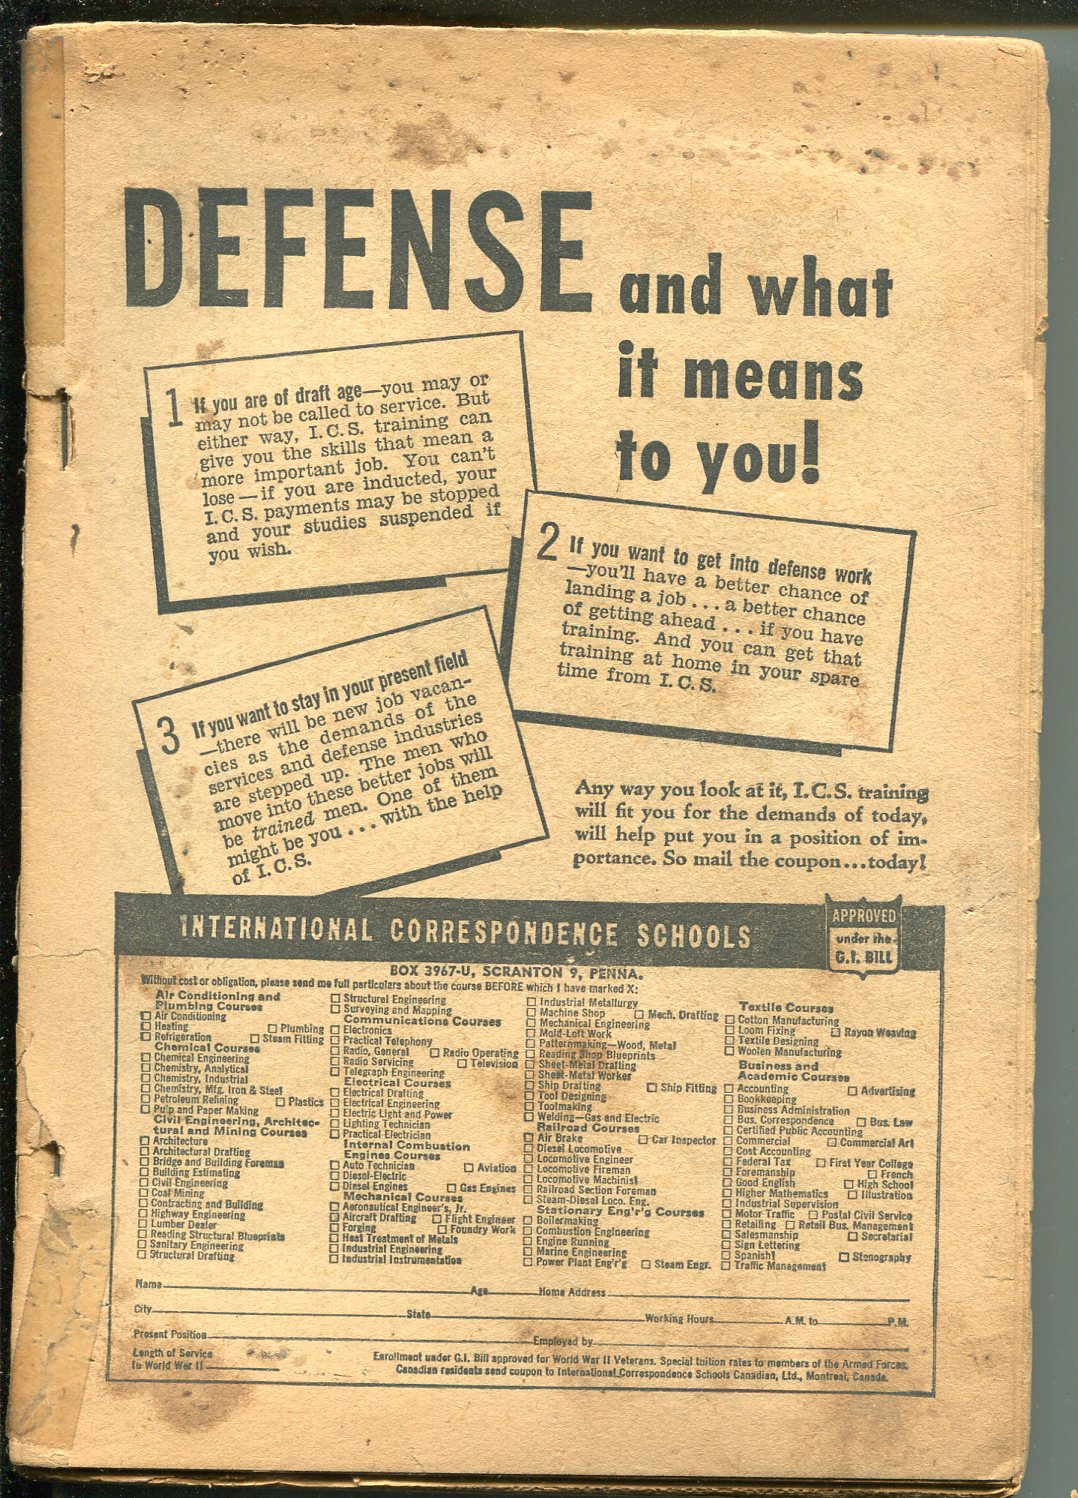 DEFENSE and what
it means
to you!
1 If you are of draft age—you may or
may not be called to service. But
either way, I.C.S. training can
give you the skills that mean a
more important job. You can't
lose—if you are inducted, your
I.C.S. payments may be stopped
and your studies suspended if
you wish.
2 If you want to get into defense work
—you'll have a better chance of
landing a job . . . a better chance
of getting ahead . . . if you have
training. And you can get that
training at home in your spare
time from I.C.S.
3 If you want to stay in your present field
—there will be new job vacan-
cies as the demands of the
services and defense industries
are stepped up. The men who
move into these better jobs will
be trained men. One of them
might be you . . . with the help
of I.C.S.
Any way you look at it, I.C.S. training
will fit you for the demands of today,
will help put you in a position of im-
portance. So mail the coupon...today!
INTERNATIONAL CORRESPONDENCE SCHOOLS
APPROVED
under the
G.I. BILL
BOX 3967-U, SCRANTON 9, PENNA.
Without cost or obligation, please send me full particulars about the course BEFORE which I have marked X:
Air Conditioning and
Plumbing Courses
□ Air Conditioning
□ Heating □ Plumbing
□ Refrigeration □ Steam Fitting
Chemical Courses
□ Chemical Engineering
□ Chemistry, Analytical
□ Chemistry, Industrial
□ Chemistry, Mfg. Iron & Steel
□ Petroleum Refining □ Plastics
□ Pulp and Paper Making
Civil Engineering, Architec-
tural and Mining Courses
□ Architecture
□ Architectural Drafting
□ Bridge and Building Foreman
□ Building Estimating
□ Civil Engineering
□ Coal Mining
□ Contracting and Building
□ Highway Engineering
□ Lumber Dealer
□ Reading Structural Blueprints
□ Sanitary Engineering
□ Structural Drafting
□ Structural Engineering
□ Surveying and Mapping
Communications Courses
□ Electronics
□ Practical Telephony
□ Radio, General □ Radio Operating
□ Radio Servicing □ Television
□ Telegraph Engineering
Electrical Courses
□ Electrical Drafting
□ Electrical Engineering
□ Electric Light and Power
□ Lighting Technician
□ Practical Electrician
Internal Combustion
Engines Courses
□ Auto Technician □ Aviation
□ Diesel-Electric
□ Diesel Engines □ Gas Engines
Mechanical Courses
□ Aeronautical Engineer's, Jr.
□ Aircraft Drafting □ Flight Engineer
□ Forging □ Foundry Work
□ Heat Treatment of Metals
□ Industrial Engineering
□ Industrial Instrumentation
□ Industrial Metallurgy
□ Machine Shop □ Mech. Drafting
□ Mechanical Engineering
□ Mold-Loft Work
□ Patternmaking—Wood, Metal
□ Reading Shop Blueprints
□ Sheet-Metal Drafting
□ Sheet-Metal Worker
□ Ship Drafting □ Ship Fitting
□ Tool Designing
□ Toolmaking
□ Welding—Gas and Electric
Railroad Courses
□ Air Brake □ Car Inspector
□ Diesel Locomotive
□ Locomotive Engineer
□ Locomotive Fireman
□ Locomotive Machinist
□ Railroad Section Foreman
□ Steam-Diesel Loco. Eng.
Stationary Eng'r'g Courses
□ Boilermaking
□ Combustion Engineering
□ Engine Running
□ Marine Engineering
□ Power Plant Eng'r'g □ Steam Engr.
Textile Courses
□ Cotton Manufacturing
□ Loom Fixing □ Rayon Weaving
□ Textile Designing
□ Woolen Manufacturing
Business and
Academic Courses
□ Accounting □ Advertising
□ Bookkeeping
□ Business Administration
□ Bus. Correspondence □ Bus. Law
□ Certified Public Accounting
□ Commercial □ Commercial Art
□ Cost Accounting
□ Federal Tax □ First Year College
□ Foremanship □ French
□ Good English □ High School
□ Higher Mathematics □ Illustration
□ Industrial Supervision
□ Motor Traffic □ Postal Civil Service
□ Retailing □ Retail Bus. Management
□ Salesmanship □ Secretarial
□ Sign Lettering
□ Spanish □ Stenography
□ Traffic Management
Name Age Home Address
City State Working Hours A.M. to P.M.
Present Position Employed by
Length of Service
in World War II
Enrollment under G.I. Bill approved for World War II Veterans. Special tuition rates to members of the Armed Forces.
Canadian residents send coupon to International Correspondence Schools Canadian, Ltd., Montreal, Canada.